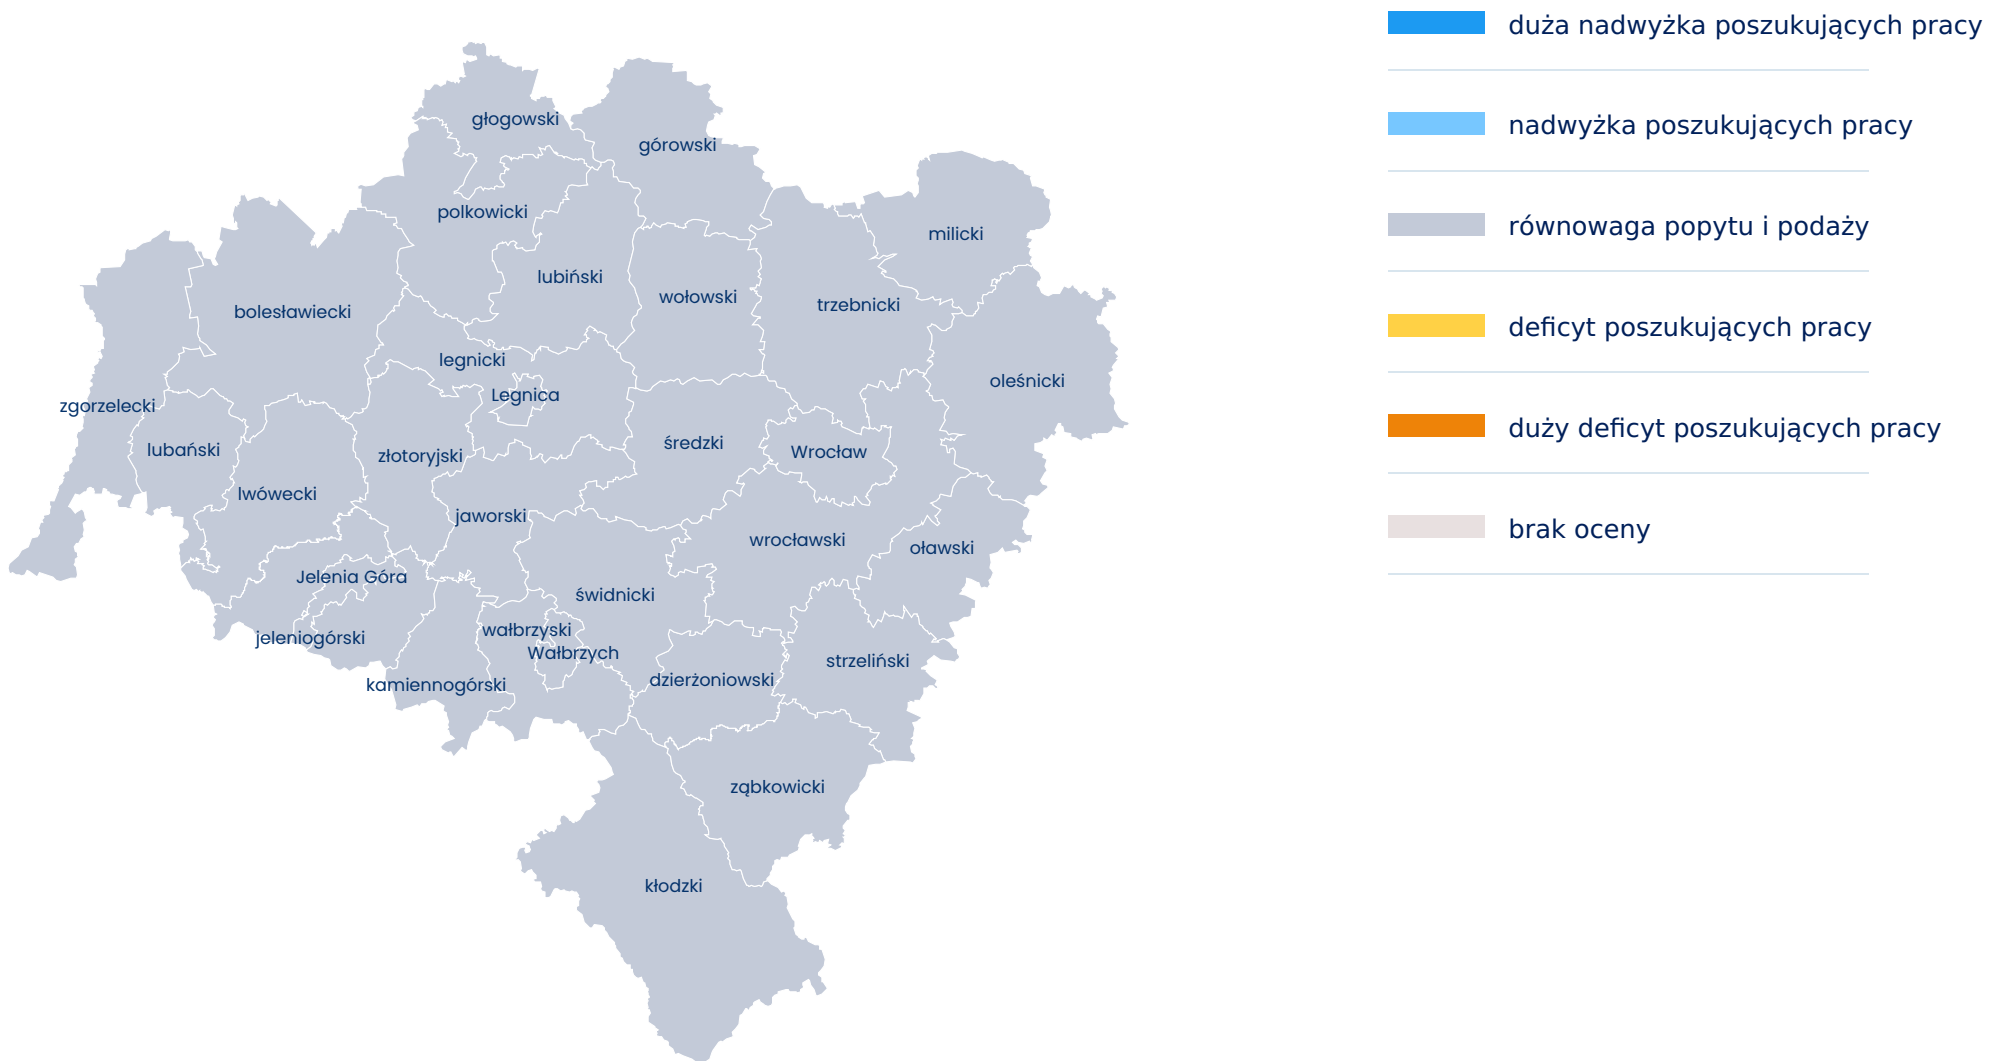 głogowski
górowski
polkowicki
milicki
lubiński
wołowski
trzebnicki
bolesławiecki
legnicki
Legnica
oleśnicki
zgorzelecki
lubański
złotoryjski
średzki
Wrocław
lwówecki
jaworski
wrocławski
oławski
Jelenia Góra
świdnicki
jeleniogórski
wałbrzyski
Wałbrzych
strzeliński
kamiennogórski
dzierżoniowski
ząbkowicki
kłodzki
duża nadwyżka poszukujących pracy
nadwyżka poszukujących pracy
równowaga popytu i podaży
deficyt poszukujących pracy
duży deficyt poszukujących pracy
brak oceny